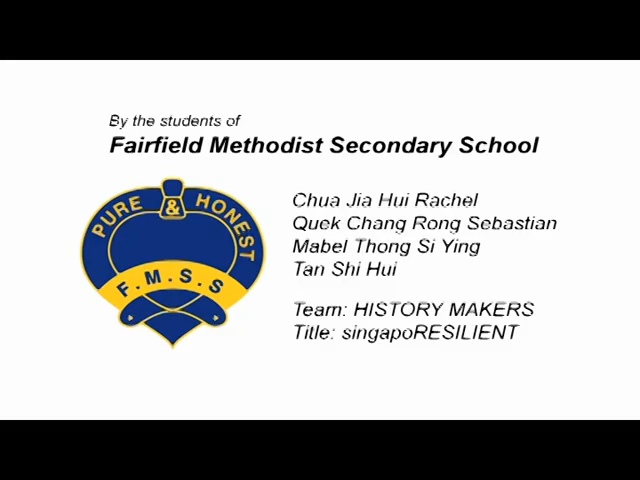 By the students of
Fairfield Methodist Secondary School
PURE & HONEST
F.M.S.S
Chua Jia Hui Rachel
Quek Chang Rong Sebastian
Mabel Thong Si Ying
Tan Shi Hui
Team: HISTORY MAKERS
Title: singapoRESILIENT